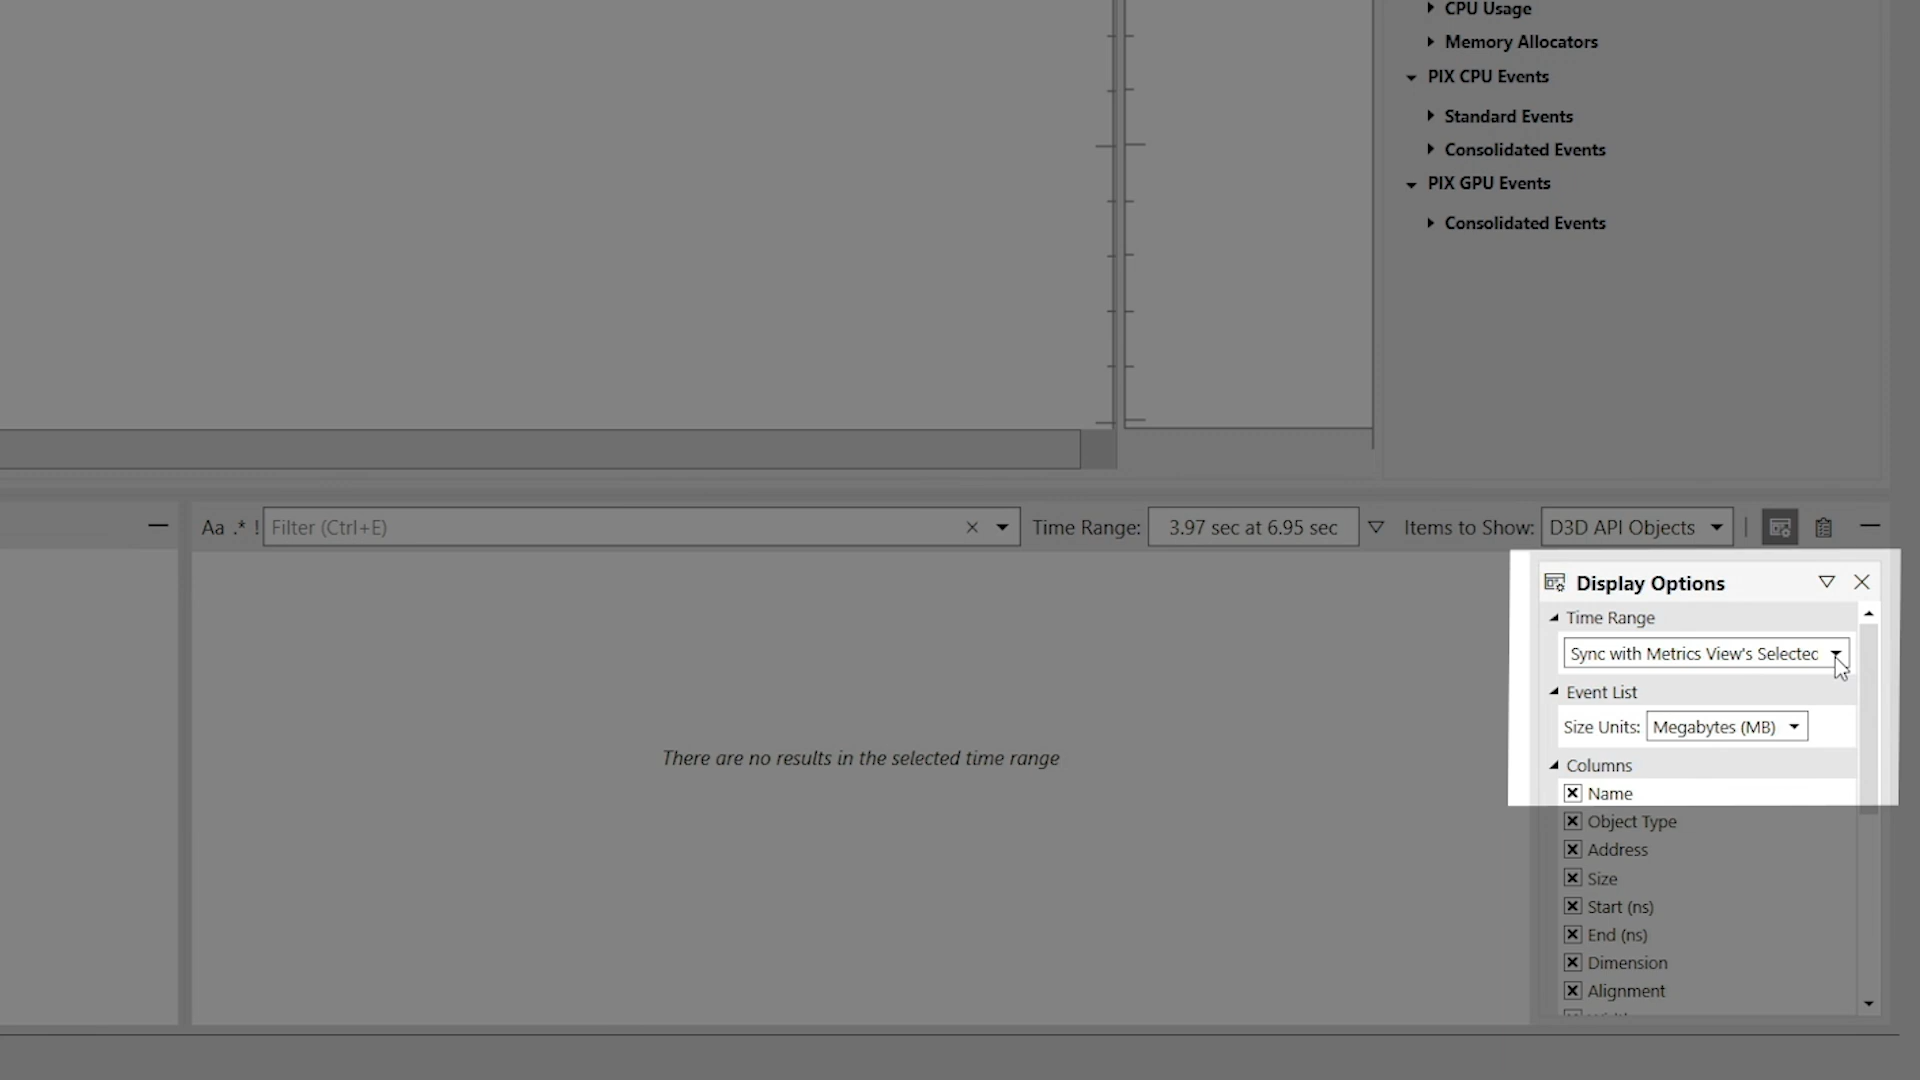 CPU Usage
Memory Allocators
PIX CPU Events
Standard Events
Consolidated Events
PIX GPU Events
Consolidated Events
Aa .* ! Filter (Ctrl+E) Time Range: 3.97 sec at 6.95 sec Items to Show: D3D API Objects
Display Options
Time Range
Sync with Metrics View's Selected
Event List
Size Units: Megabytes (MB)
Columns
Name
Object Type
Address
Size
Start (ns)
End (ns)
Dimension
Alignment
There are no results in the selected time range